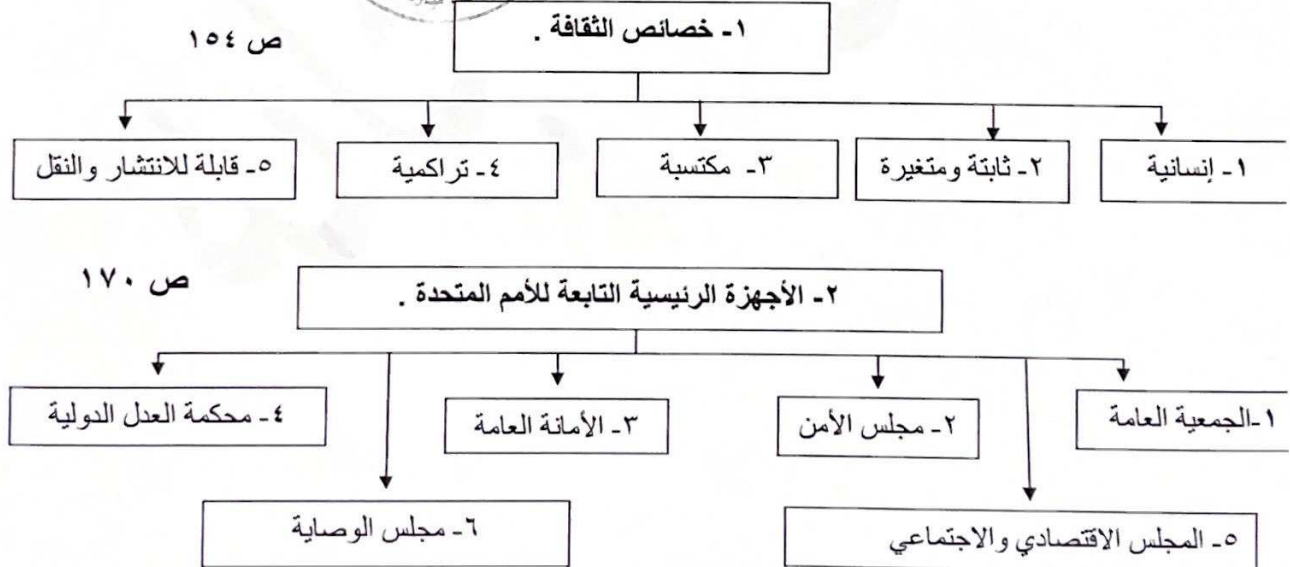 ١- خصائص الثقافة .
ص ١٥٤
١- إنسانية
٢- ثابتة ومتغيرة
٣- مكتسبة
٤- تراكمية
٥- قابلة للانتشار والنقل
٢- الأجهزة الرئيسية التابعة للأمم المتحدة .
ص ١٧٠
١-الجمعية العامة
٢- مجلس الأمن
٣- الأمانة العامة
٤- محكمة العدل الدولية
٥- المجلس الاقتصادي والاجتماعي
٦- مجلس الوصاية